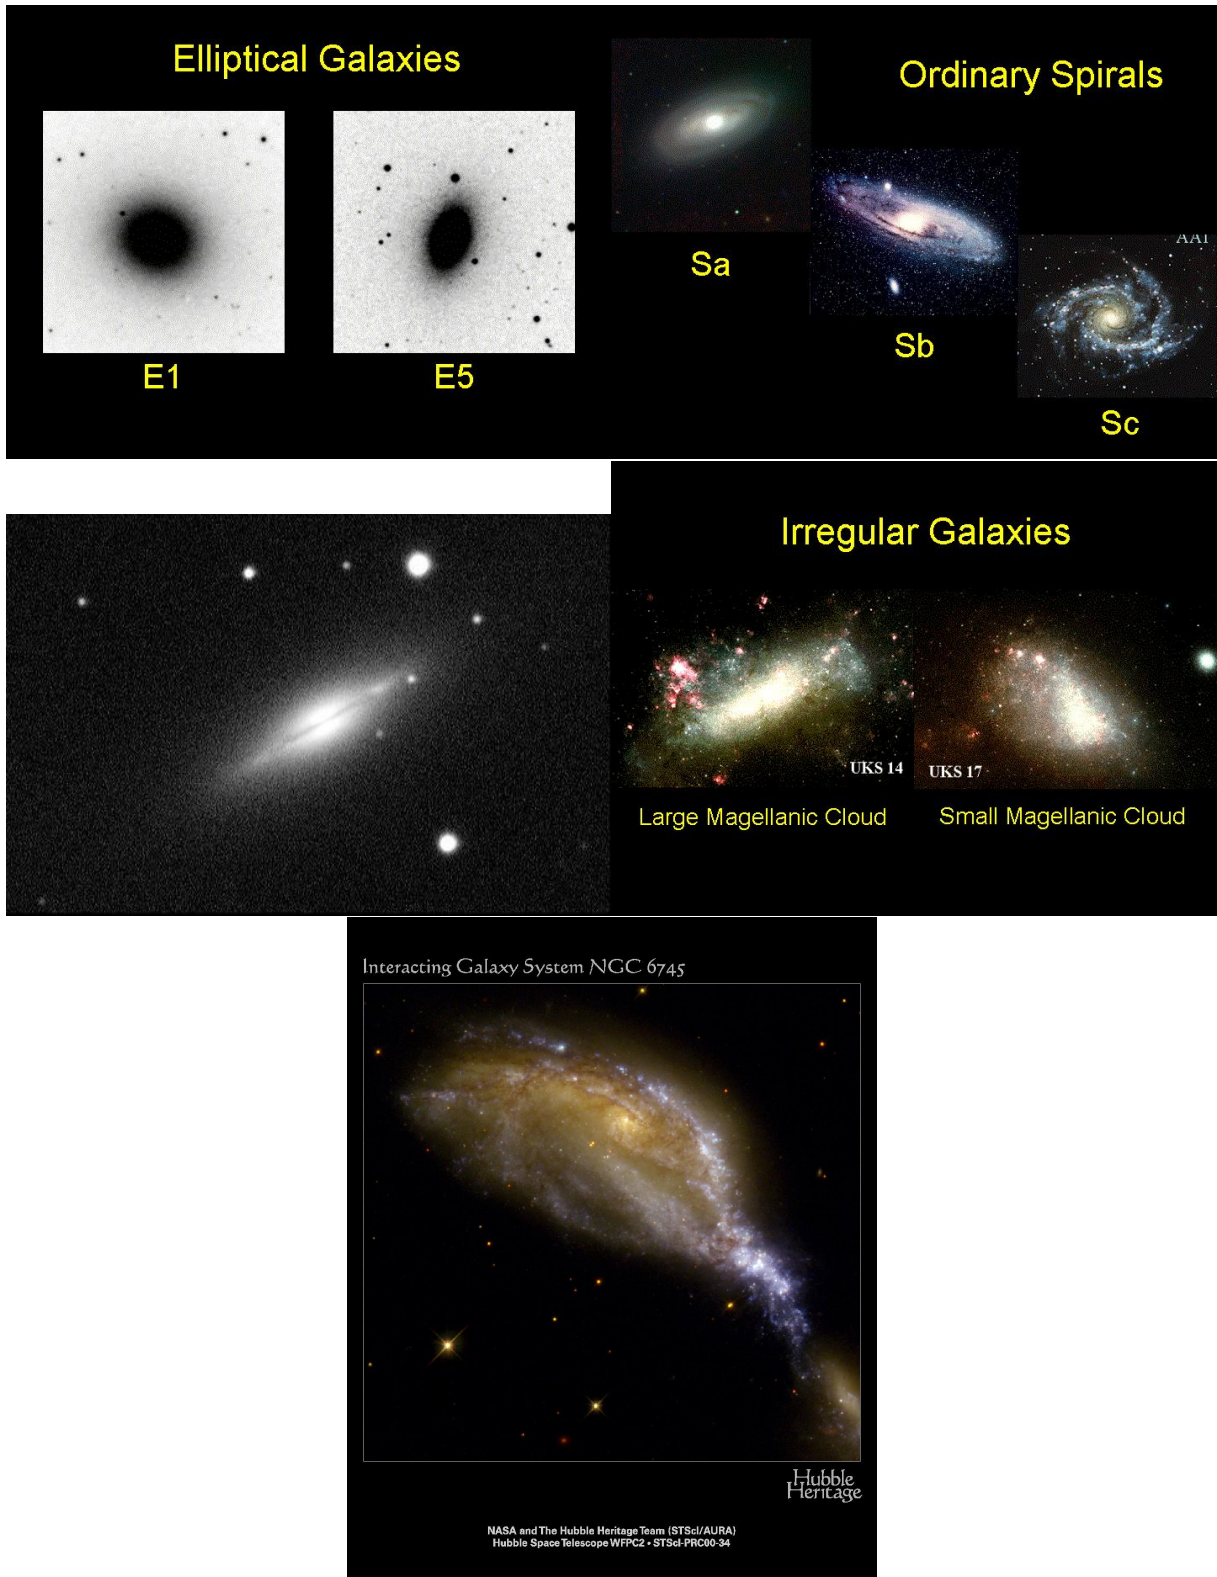 Elliptical Galaxies
E1
E5
Ordinary Spirals
AAT
Sa
Sb
Sc
Irregular Galaxies
UKS 14
UKS 17
Large Magellanic Cloud
Small Magellanic Cloud
Interacting Galaxy System NGC 6745
Hubble
Heritage
NASA and The Hubble Heritage Team (STScI/AURA)
Hubble Space Telescope WFPC2 • STScI-PRC00-34